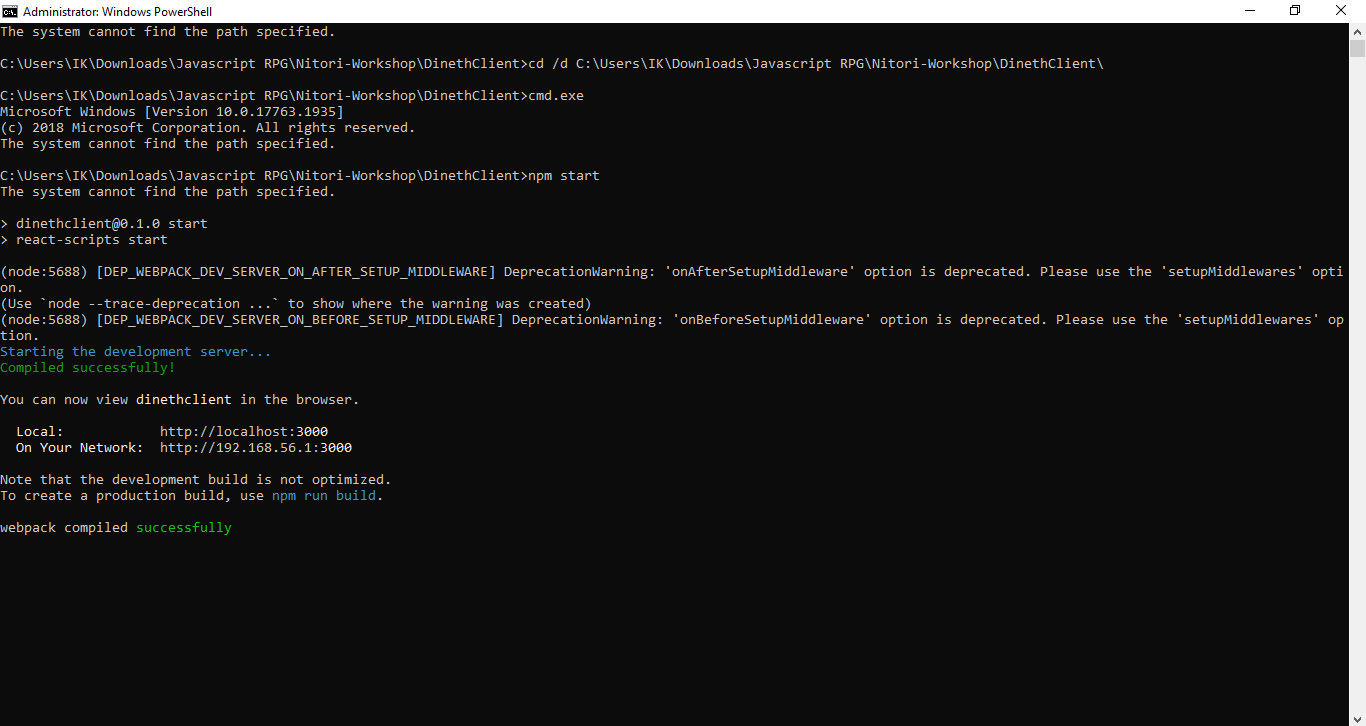 Administrator: Windows PowerShell
The system cannot find the path specified.
C:\Users\IK\Downloads\Javascript RPG\Nitori-Workshop\DinethClient>cd /d C:\Users\IK\Downloads\Javascript RPG\Nitori-Workshop\DinethClient\
C:\Users\IK\Downloads\Javascript RPG\Nitori-Workshop\DinethClient>cmd.exe
Microsoft Windows [Version 10.0.17763.1935]
(c) 2018 Microsoft Corporation. All rights reserved.
The system cannot find the path specified.
C:\Users\IK\Downloads\Javascript RPG\Nitori-Workshop\DinethClient>npm start
The system cannot find the path specified.
> dinethclient@0.1.0 start
> react-scripts start
(node:5688) [DEP_WEBPACK_DEV_SERVER_ON_AFTER_SETUP_MIDDLEWARE] DeprecationWarning: 'onAfterSetupMiddleware' option is deprecated. Please use the 'setupMiddlewares' opti
on.
(Use `node --trace-deprecation ...` to show where the warning was created)
(node:5688) [DEP_WEBPACK_DEV_SERVER_ON_BEFORE_SETUP_MIDDLEWARE] DeprecationWarning: 'onBeforeSetupMiddleware' option is deprecated. Please use the 'setupMiddlewares' op
tion.
Starting the development server...
Compiled successfully!
You can now view dinethclient in the browser.
Local: http://localhost:3000
On Your Network: http://192.168.56.1:3000
Note that the development build is not optimized.
To create a production build, use npm run build.
webpack compiled successfully